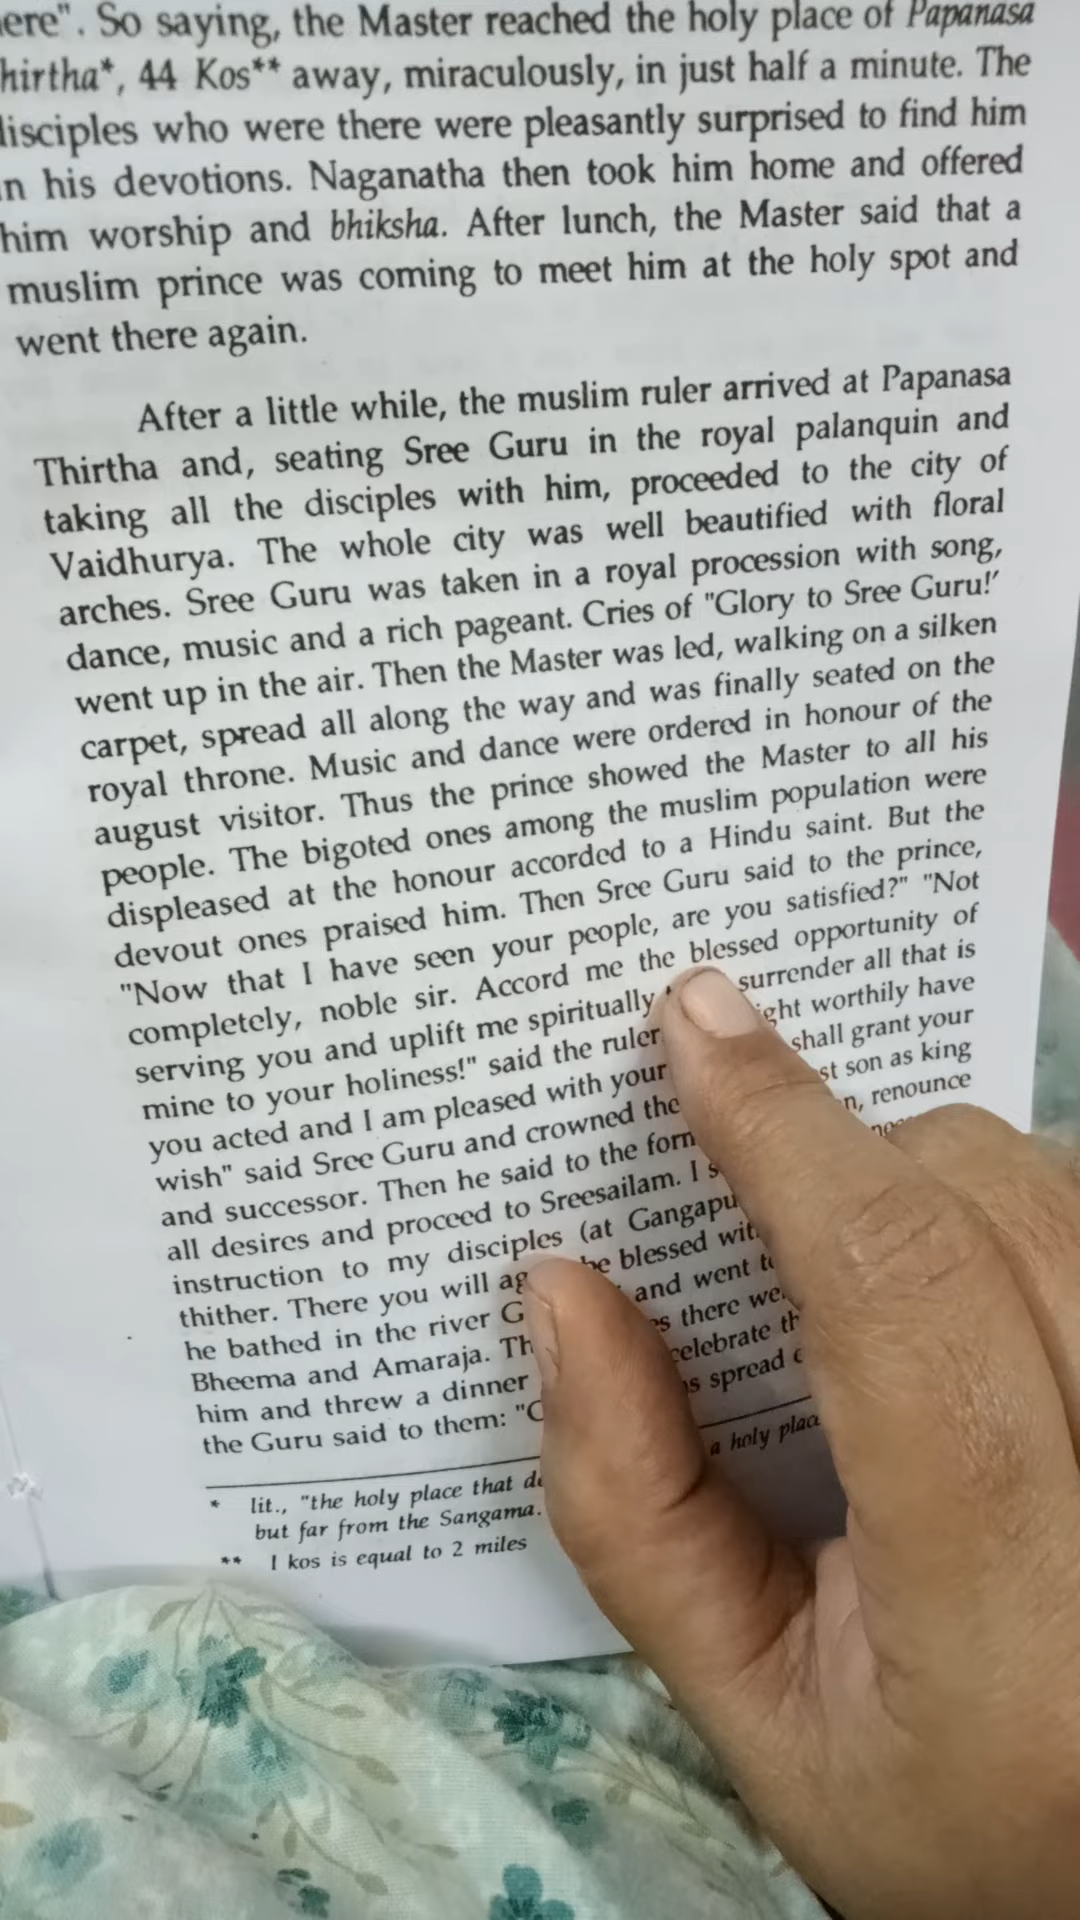 ere". So saying, the Master reached the holy place of Papanasa
hirtha*, 44 Kos** away, miraculously, in just half a minute. The
disciples who were there were pleasantly surprised to find him
n his devotions. Naganatha then took him home and offered
him worship and bhiksha. After lunch, the Master said that a
muslim prince was coming to meet him at the holy spot and
went there again.
After a little while, the muslim ruler arrived at Papanasa
Thirtha and, seating Sree Guru in the royal palanquin and
taking all the disciples with him, proceeded to the city of
Vaidhurya. The whole city was well beautified with floral
arches. Sree Guru was taken in a royal procession with song,
dance, music and a rich pageant. Cries of "Glory to Sree Guru!'
went up in the air. Then the Master was led, walking on a silken
carpet, spread all along the way and was finally seated on the
royal throne. Music and dance were ordered in honour of the
august visitor. Thus the prince showed the Master to all his
people. The bigoted ones among the muslim population were
displeased at the honour accorded to a Hindu saint. But the
devout ones praised him. Then Sree Guru said to the prince,
"Now that I have seen your people, are you satisfied?" "Not
completely, noble sir. Accord me the blessed opportunity of
serving you and uplift me spiritually surrender all that is
mine to your holiness!" said the ruler ght worthily have
you acted and I am pleased with your shall grant your
wish" said Sree Guru and crowned the st son as king
and successor. Then he said to the form n, renounce
all desires and proceed to Sreesailam. I s
instruction to my disciples (at Gangapu
thither. There you will ag be blessed wit
he bathed in the river G and went t
Bheema and Amaraja. Th es there we
him and threw a dinner celebrate th
the Guru said to them: "C s spread
* lit., "the holy place that de a holy plac
but far from the Sangama.
** 1 kos is equal to 2 miles